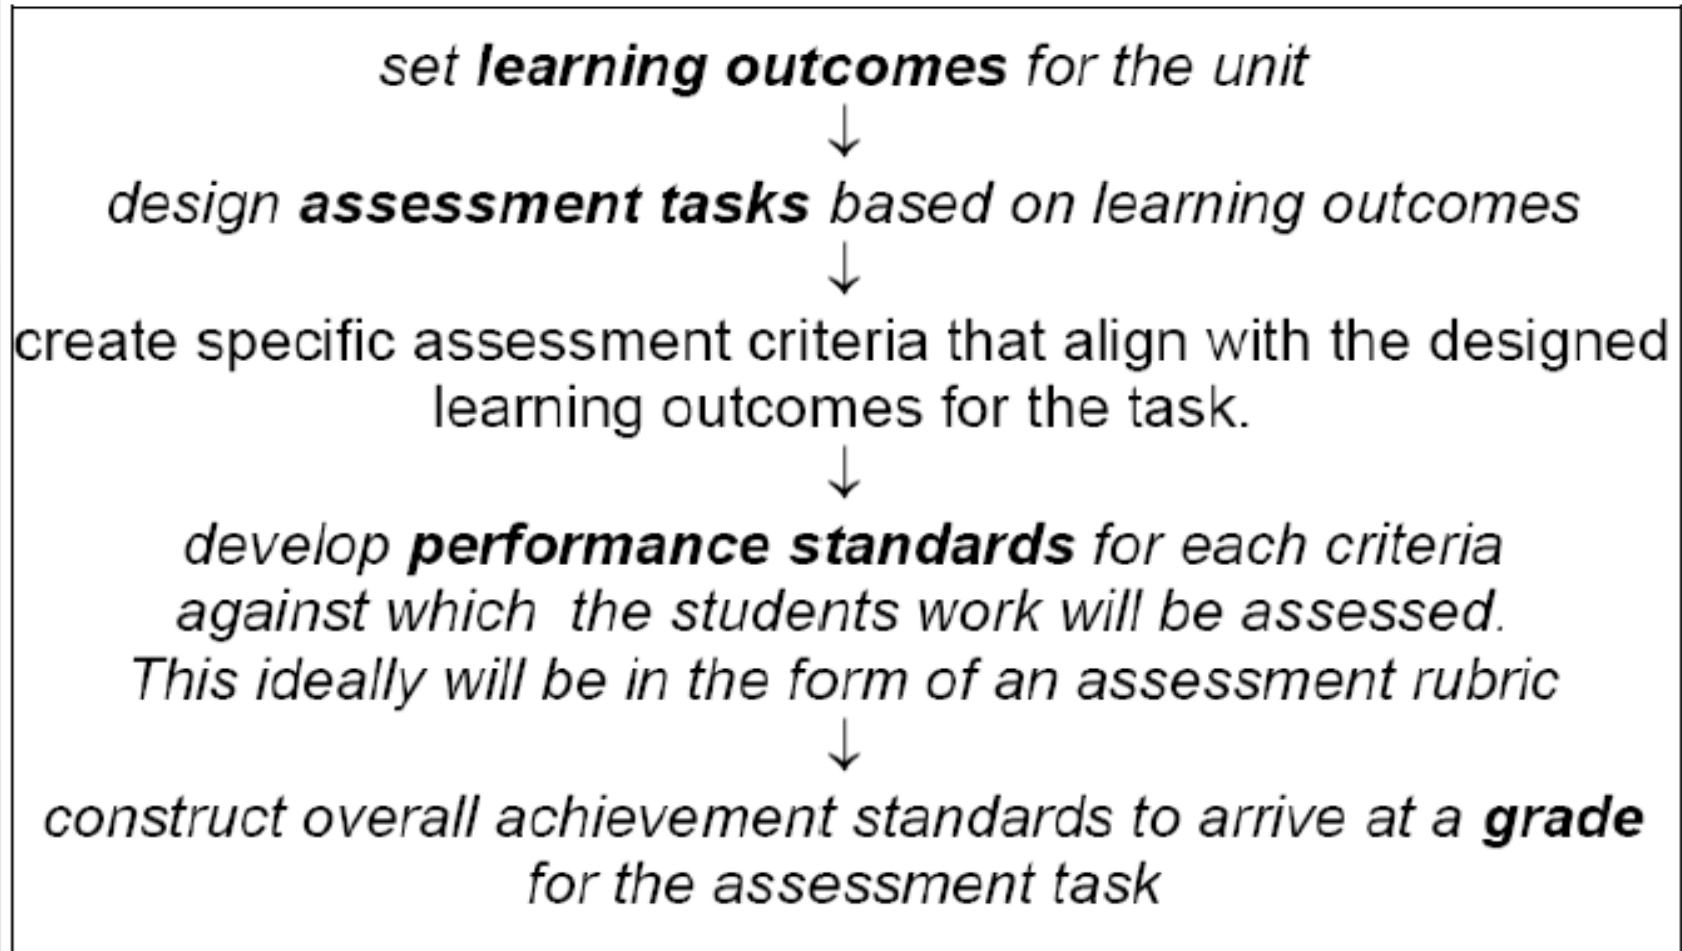 set learning outcomes for the unit
↓
design assessment tasks based on learning outcomes
↓
create specific assessment criteria that align with the designed
learning outcomes for the task.
↓
develop performance standards for each criteria
against which  the students work will be assessed.
This ideally will be in the form of an assessment rubric
↓
construct overall achievement standards to arrive at a grade
for the assessment task